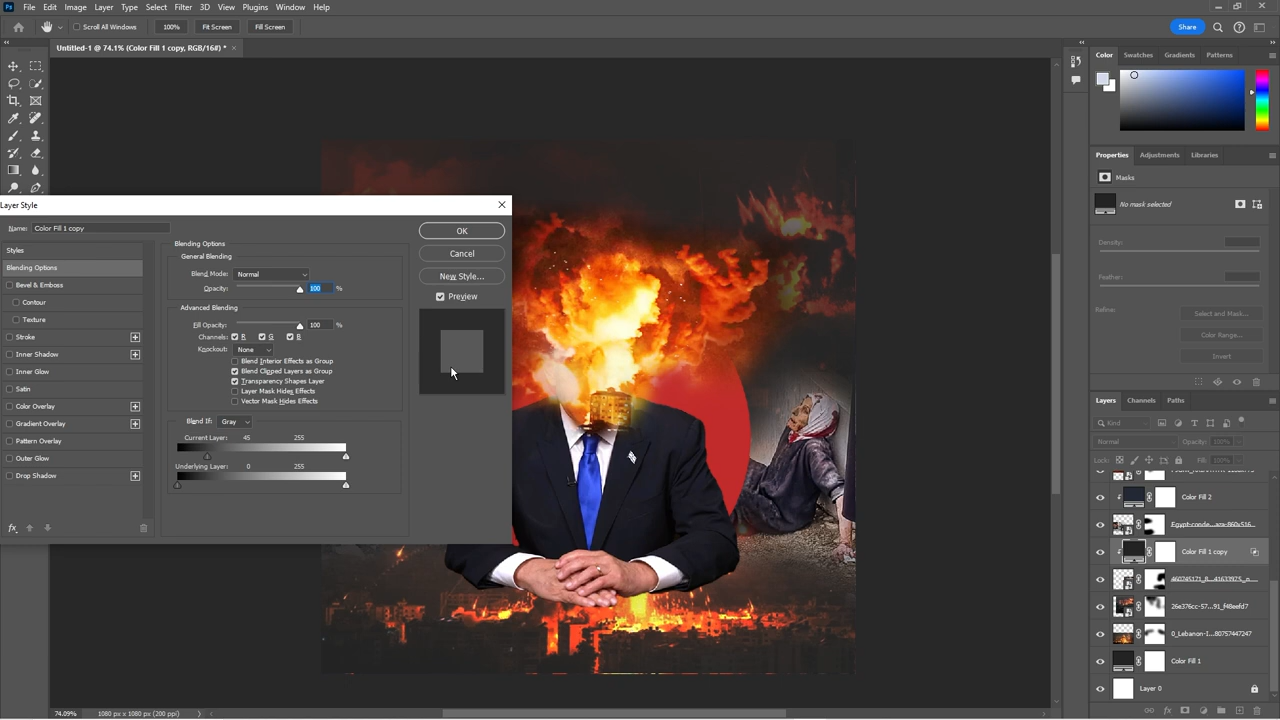 Ps File Edit Image Layer Type Select Filter 3D View Plugins Window Help
Scroll All Windows 100% Fit Screen Fill Screen Share
Untitled-1 @ 74.1% (Color Fill 1 copy, RGB/16#) *
Color Swatches Gradients Patterns
Properties Adjustments Libraries
Masks
No mask selected
Density:
Feather:
Refine:
Select and Mask...
Color Range...
Invert
Layers Channels Paths
Kind
Normal Opacity: 100%
Lock: Fill: 100%
Color Fill 2
Egypt-conde...aza-860x516...
Color Fill 1 copy
460745171_8...416339750_n...
26e376cc-57...91_f48eefd7
0_Lebanon-I...80757447247
Color Fill 1
Layer 0
Layer Style
Name: Color Fill 1 copy
Styles
Blending Options
Bevel & Emboss
Contour
Texture
Stroke
Inner Shadow
Inner Glow
Satin
Color Overlay
Gradient Overlay
Pattern Overlay
Outer Glow
Drop Shadow
fx
Blending Options
General Blending
Blend Mode: Normal
Opacity: 100 %
Advanced Blending
Fill Opacity: 100 %
Channels: R G B
Knockout: None
Blend Interior Effects as Group
Blend Clipped Layers as Group
Transparency Shapes Layer
Layer Mask Hides Effects
Vector Mask Hides Effects
Blend If: Gray
Current Layer: 45 255
Underlying Layer: 0 255
OK
Cancel
New Style...
Preview
74.09% 1080 px x 1080 px (200 ppi)